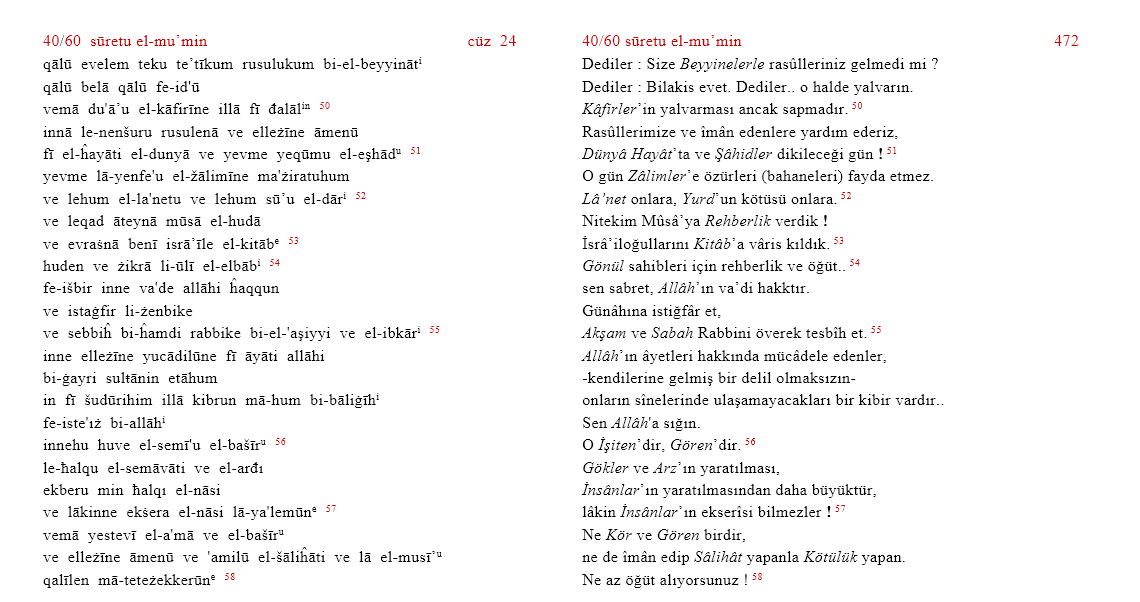 40/60 sūretu el-mu’min cüz 24
qālū evelem teku te’tīkum rusulukum bi-el-beyyinātⁱ
qālū belā qālū fe-id'ū
vemā du'ā’u el-kāfirīne illā fī đalālⁱⁿ 50
innā le-nenšuru rusulenā ve elleżīne āmenū
fī el-ĥayāti el-dunyā ve yevme yeqūmu el-eşhādᵘ 51
yevme lā-yenfe'u el-žālimīne ma'żiratuhum
ve lehum el-la'netu ve lehum sū’u el-dārⁱ 52
ve leqad āteynā mūsā el-hudā
ve evraṡnā benī isrā’īle el-kitābᵉ 53
huden ve żikrā li-ūlī el-elbābⁱ 54
fe-išbir inne va'de allāhi ĥaqqun
ve istaġfir li-żenbike
ve sebbiĥ bi-ĥamdi rabbike bi-el-'aşiyyi ve el-ibkārⁱ 55
inne elleżīne yucādilūne fī āyāti allāhi
bi-ġayri sulŧānin etāhum
in fī šudūrihim illā kibrun mā-hum bi-bāliġīhⁱ
fe-iste'iż bi-allāhⁱ
innehu huve el-semī'u el-bašīrᵘ 56
le-ħalqu el-semāvāti ve el-arđı
ekberu min ħalqı el-nāsi
ve lākinne ekṡera el-nāsi lā-ya'lemūnᵉ 57
vemā yestevī el-a'mā ve el-bašīrᵘ
ve elleżīne āmenū ve 'amilū el-šāliĥāti ve lā el-musī’ᵘ
qalīlen mā-teteżekkerūnᵉ 58
40/60 sūretu el-mu’min 472
Dediler : Size Beyyinelerle rasûlleriniz gelmedi mi ?
Dediler : Bilakis evet. Dediler.. o halde yalvarın.
Kâfirler’in yalvarması ancak sapmadır. 50
Rasûllerimize ve îmân edenlere yardım ederiz,
Dünyâ Hayât’ta ve Şâhidler dikileceği gün ! 51
O gün Zâlimler’e özürleri (bahaneleri) fayda etmez.
Lâ’net onlara, Yurd’un kötüsü onlara. 52
Nitekim Mûsâ’ya Rehberlik verdik !
İsrâ’iloğullarını Kitâb’a vâris kıldık. 53
Gönül sahibleri için rehberlik ve öğüt.. 54
sen sabret, Allâh’ın va’di hakktır.
Günâhına istiğfâr et,
Akşam ve Sabah Rabbini överek tesbîh et. 55
Allâh’ın âyetleri hakkında mücâdele edenler,
-kendilerine gelmiş bir delil olmaksızın-
onların sînelerinde ulaşamayacakları bir kibir vardır..
Sen Allâh'a sığın.
O İşiten’dir, Gören’dir. 56
Gökler ve Arz’ın yaratılması,
İnsânlar’ın yaratılmasından daha büyüktür,
lâkin İnsânlar’ın ekserîsi bilmezler ! 57
Ne Kör ve Gören birdir,
ne de îmân edip Sâlihât yapanla Kötülük yapan.
Ne az öğüt alıyorsunuz ! 58